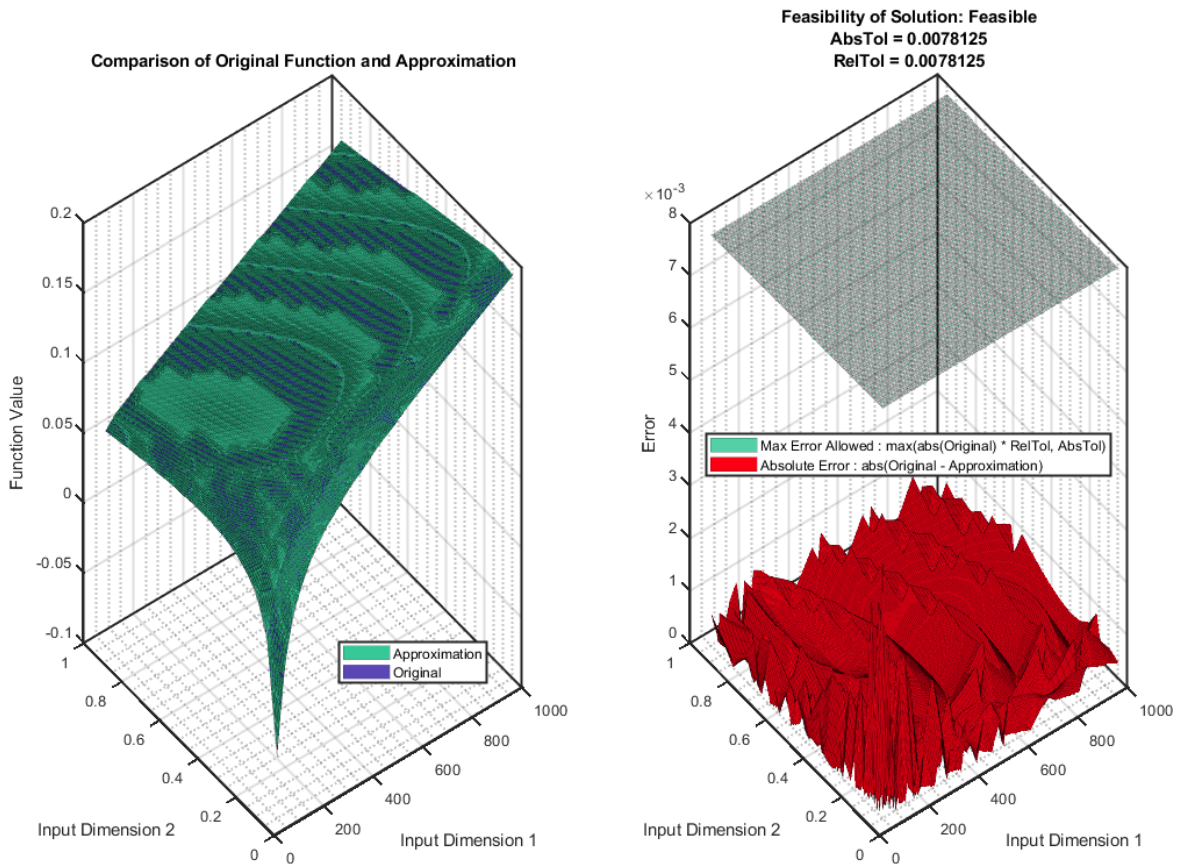 Comparison of Original Function and Approximation
0.2
0.15
0.1
0.05
0
-0.05
-0.1
Function Value
1
0.8
0.6
0.4
0.2
0
Input Dimension 2
0
200
400
600
800
1000
Input Dimension 1
Approximation
Original
Feasibility of Solution: Feasible
AbsTol = 0.0078125
RelTol = 0.0078125
× 10⁻³
8
7
6
5
4
3
2
1
0
Error
Max Error Allowed : max(abs(Original) * RelTol, AbsTol)
Absolute Error : abs(Original - Approximation)
1
0.8
0.6
0.4
0.2
0
Input Dimension 2
0
200
400
600
800
1000
Input Dimension 1